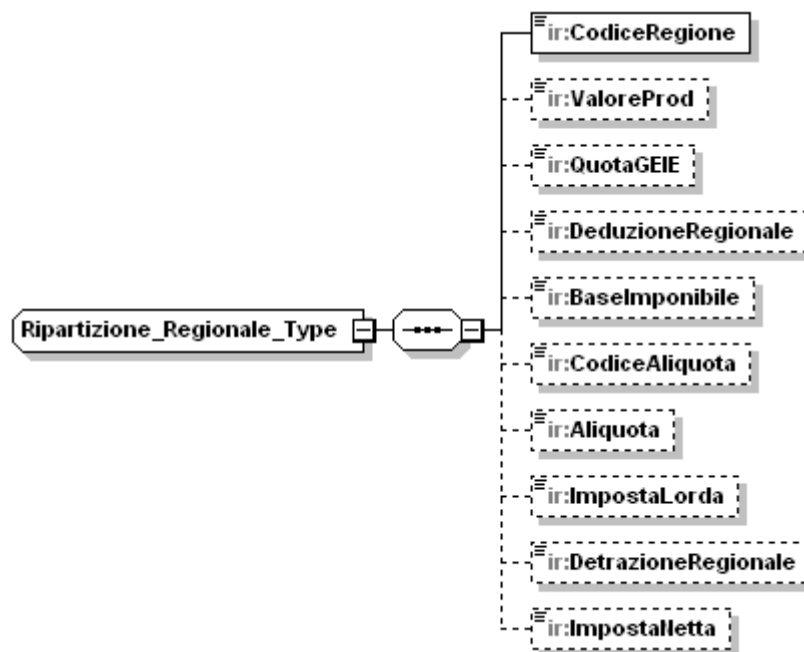 ir:CodiceRegione
ir:ValoreProd
ir:QuotaGEIE
ir:DeduzioneRegionale
ir:BaseImponibile
Ripartizione_Regionale_Type
ir:CodiceAliquota
ir:Aliquota
ir:ImpostaLorda
ir:DetrazioneRegionale
ir:ImpostaNetta